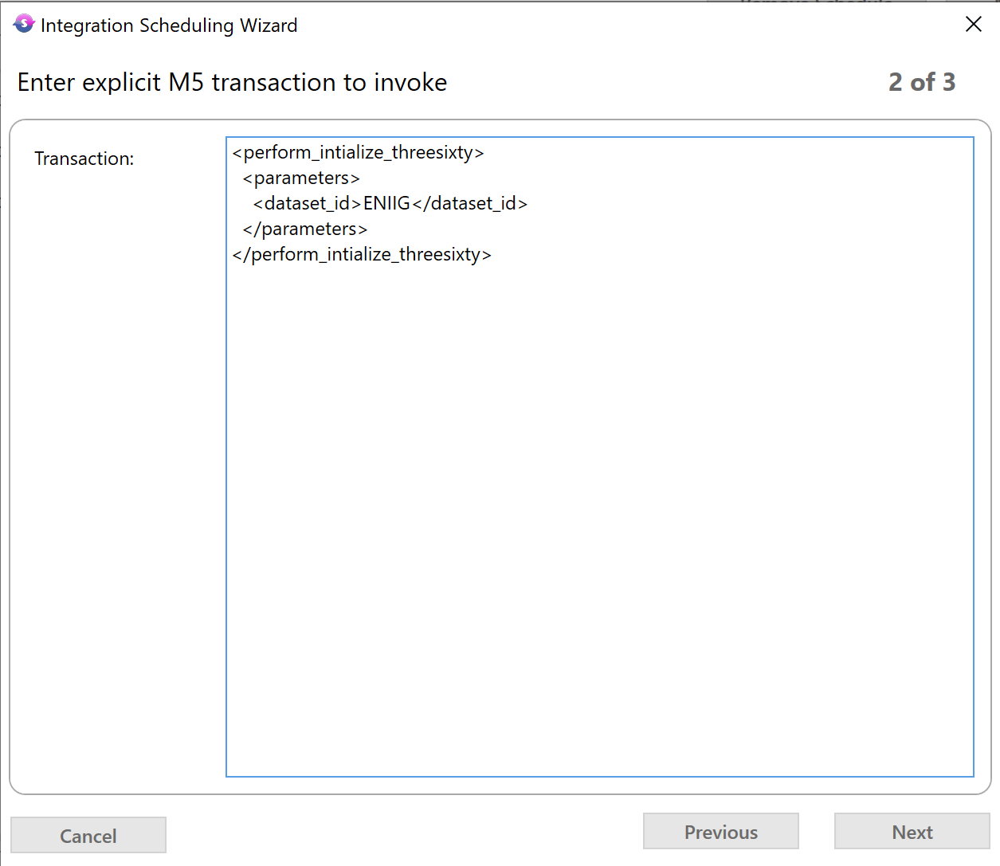 Integration Scheduling Wizard
Enter explicit M5 transaction to invoke
2 of 3
Transaction:
<perform_intialize_threesixty>
<parameters>
<dataset_id>ENIIG</dataset_id>
</parameters>
</perform_intialize_threesixty>
Cancel
Previous
Next